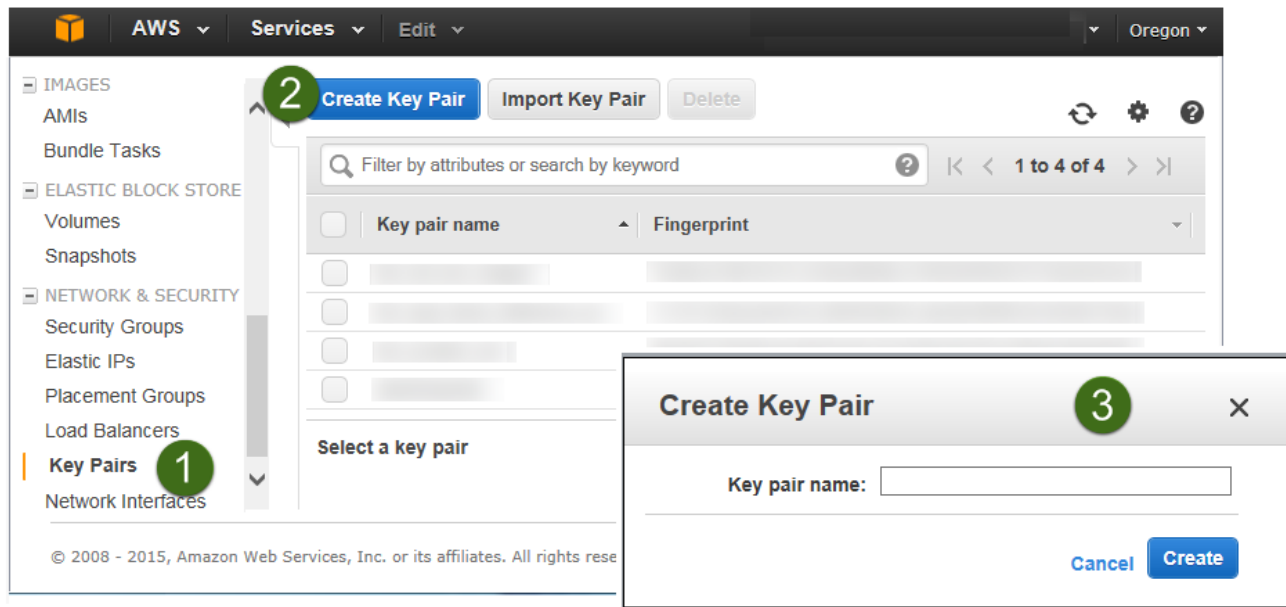 AWS Services Edit Oregon
IMAGES
AMIs
Bundle Tasks
ELASTIC BLOCK STORE
Volumes
Snapshots
NETWORK & SECURITY
Security Groups
Elastic IPs
Placement Groups
Load Balancers
Key Pairs 1
Network Interfaces
2 Create Key Pair Import Key Pair Delete
Filter by attributes or search by keyword ? 1 to 4 of 4
Key pair name Fingerprint
Select a key pair
Create Key Pair 3
Key pair name:
Cancel Create
© 2008 - 2015, Amazon Web Services, Inc. or its affiliates. All rights rese